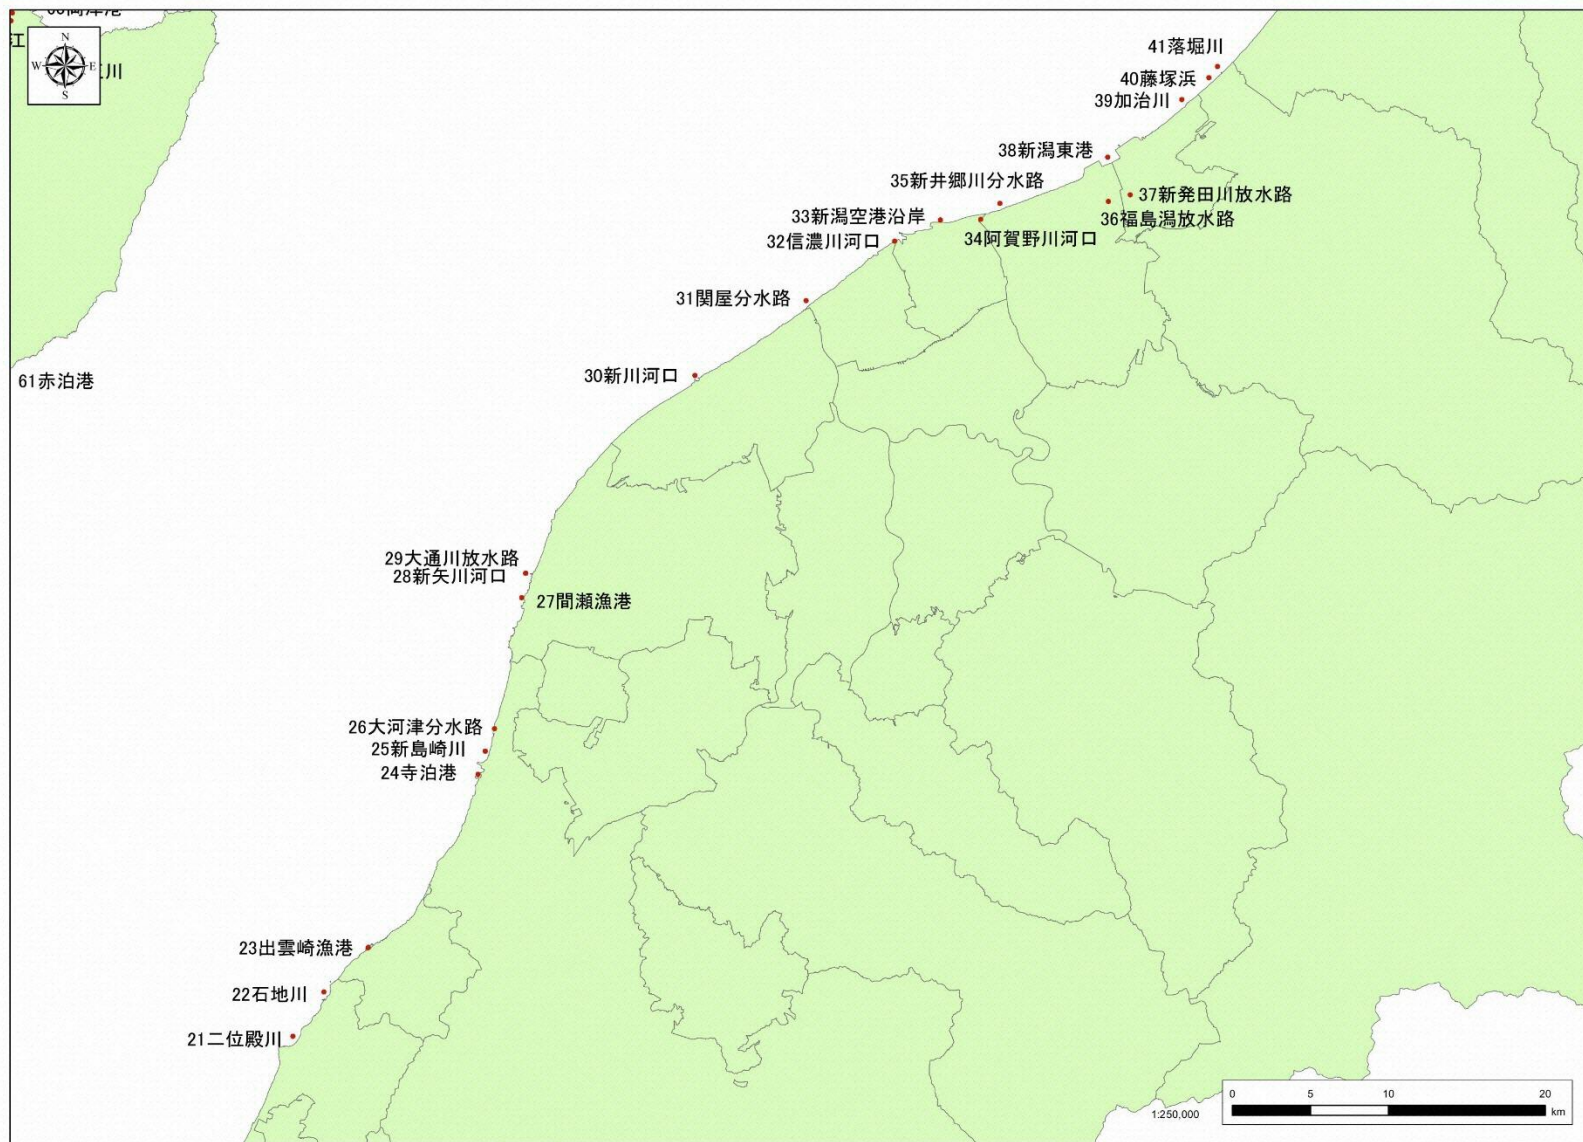 N
W
E
S
江
川
41落堀川
40藤塚浜
39加治川
38新潟東港
35新井郷川分水路
37新発田川放水路
36福島潟放水路
33新潟空港沿岸
34阿賀野川河口
32信濃川河口
31関屋分水路
30新川河口
61赤泊港
29大通川放水路
28新矢川河口
27間瀬漁港
26大河津分水路
25新島崎川
24寺泊港
23出雲崎漁港
22石地川
21二位殿川
0 5 10 20
km
1:250,000